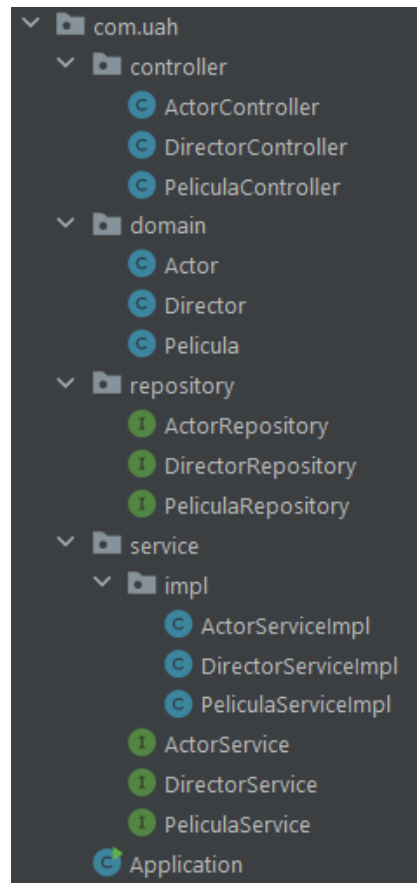 com.uah
controller
C ActorController
C DirectorController
C PeliculaController
domain
C Actor
C Director
C Pelicula
repository
I ActorRepository
I DirectorRepository
I PeliculaRepository
service
impl
C ActorServiceImpl
C DirectorServiceImpl
C PeliculaServiceImpl
I ActorService
I DirectorService
I PeliculaService
C Application